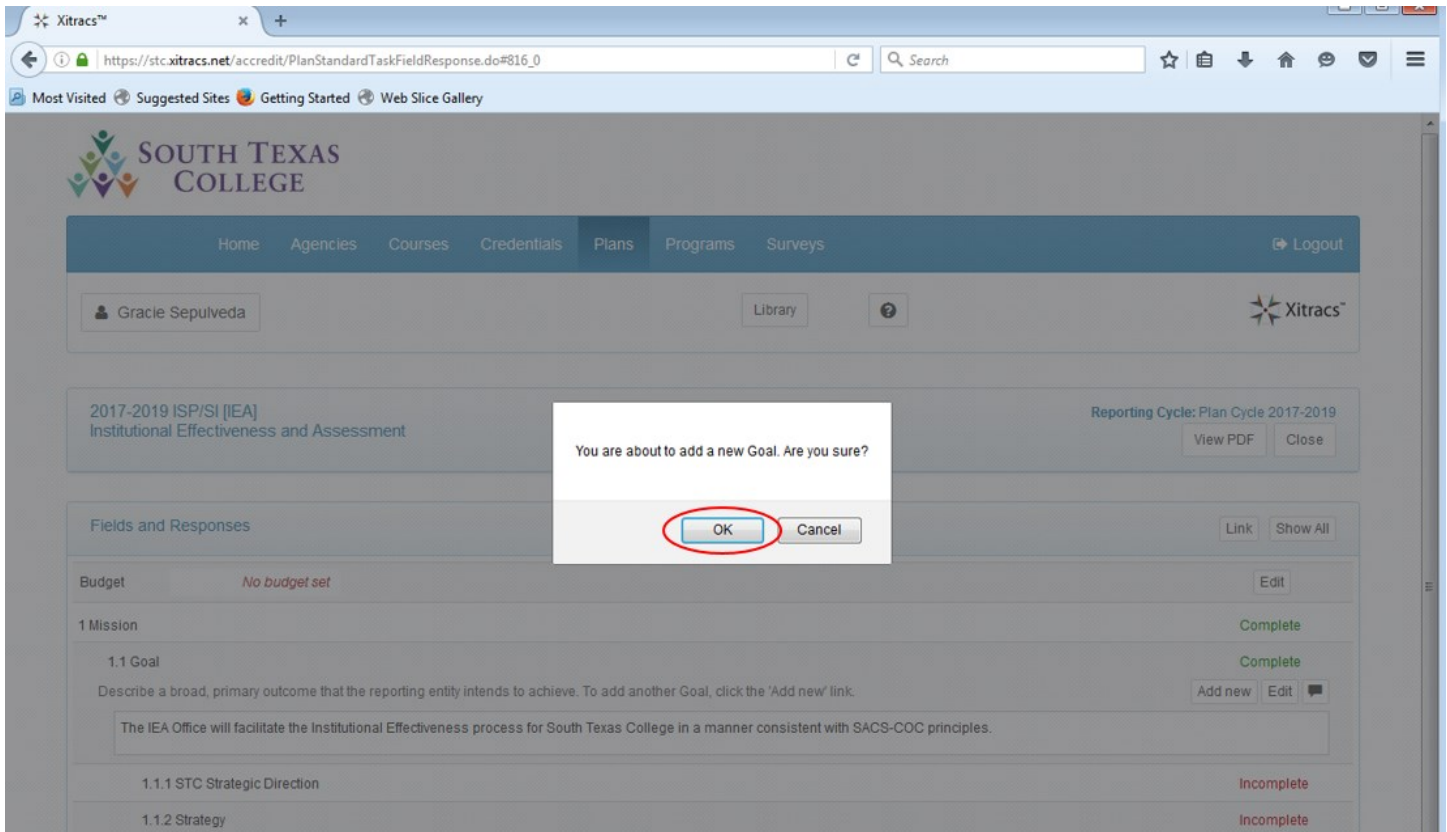 Xitracs™
https://stc.xitracs.net/accredit/PlanStandardTaskFieldResponse.do#816_0
Search
Most Visited Suggested Sites Getting Started Web Slice Gallery
SOUTH TEXAS
COLLEGE
Home Agencies Courses Credentials Plans Programs Surveys Logout
Gracie Sepulveda Library Xitracs™
2017-2019 ISP/SI [IEA] Reporting Cycle: Plan Cycle 2017-2019
Institutional Effectiveness and Assessment View PDF Close
You are about to add a new Goal. Are you sure?
OK Cancel
Fields and Responses Link Show All
Budget No budget set Edit
1 Mission Complete
1.1 Goal Complete
Describe a broad, primary outcome that the reporting entity intends to achieve. To add another Goal, click the 'Add new' link. Add new Edit
The IEA Office will facilitate the Institutional Effectiveness process for South Texas College in a manner consistent with SACS-COC principles.
1.1.1 STC Strategic Direction Incomplete
1.1.2 Strategy Incomplete